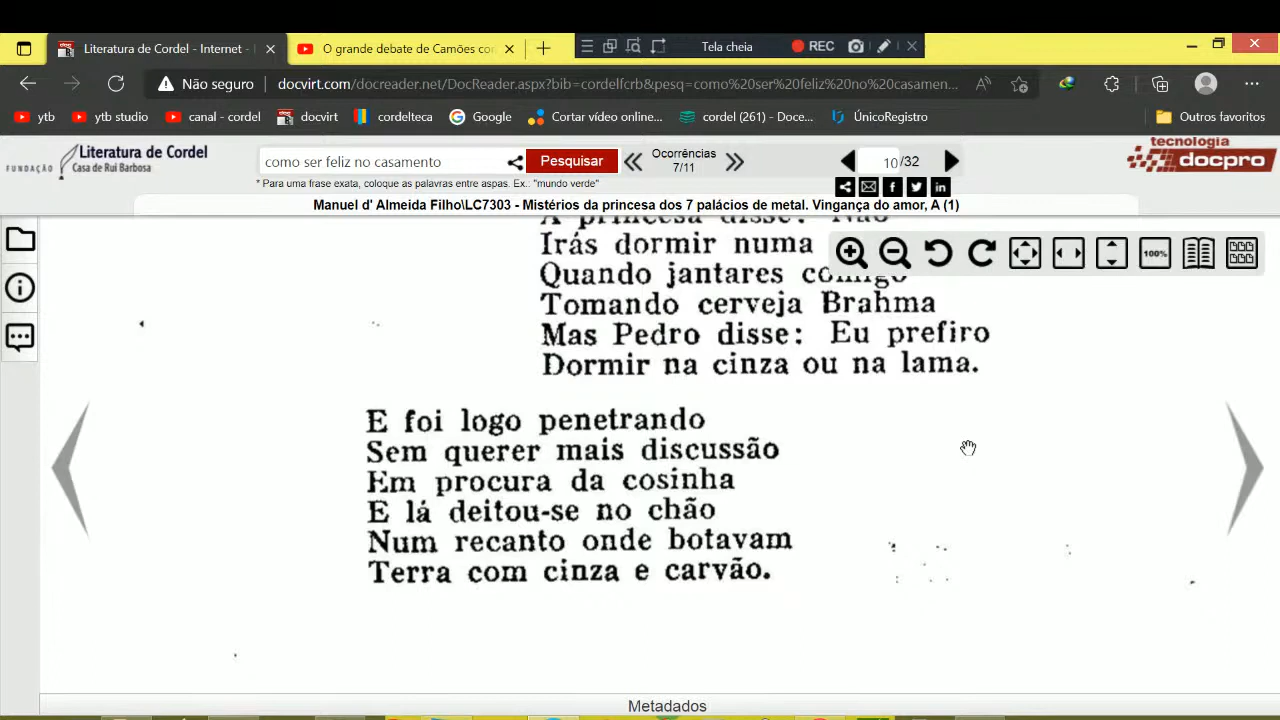 Literatura de Cordel - Internet -
O grande debate de Camões co
Tela cheia
REC
Não seguro
docvirt.com/docreader.net/DocReader.aspx?bib=cordelfcrb&pesq=como%20ser%20feliz%20no%20casamen...
ytb
ytb studio
canal - cordel
docvirt
cordelteca
Google
Cortar vídeo online...
cordel (261) - Doce...
ÚnicoRegistro
Outros favoritos
FUNDAÇÃO
Literatura de Cordel
Casa de Rui Barbosa
como ser feliz no casamento
Pesquisar
Ocorrências
7/11
10 /32
tecnologia
docpro
* Para uma frase exata, coloque as palavras entre aspas. Ex.: "mundo verde"
Manuel d' Almeida Filho\LC7303 - Mistérios da princesa dos 7 palácios de metal. Vingança do amor, A (1)
A princesa disse: Não
Irás dormir numa
100%
Quando jantares comigo
Tomando cerveja Brahma
Mas Pedro disse: Eu prefiro
Dormir na cinza ou na lama.
E foi logo penetrando
Sem querer mais discussão
Em procura da cosinha
E lá deitou-se no chão
Num recanto onde botavam
Terra com cinza e carvão.
Metadados